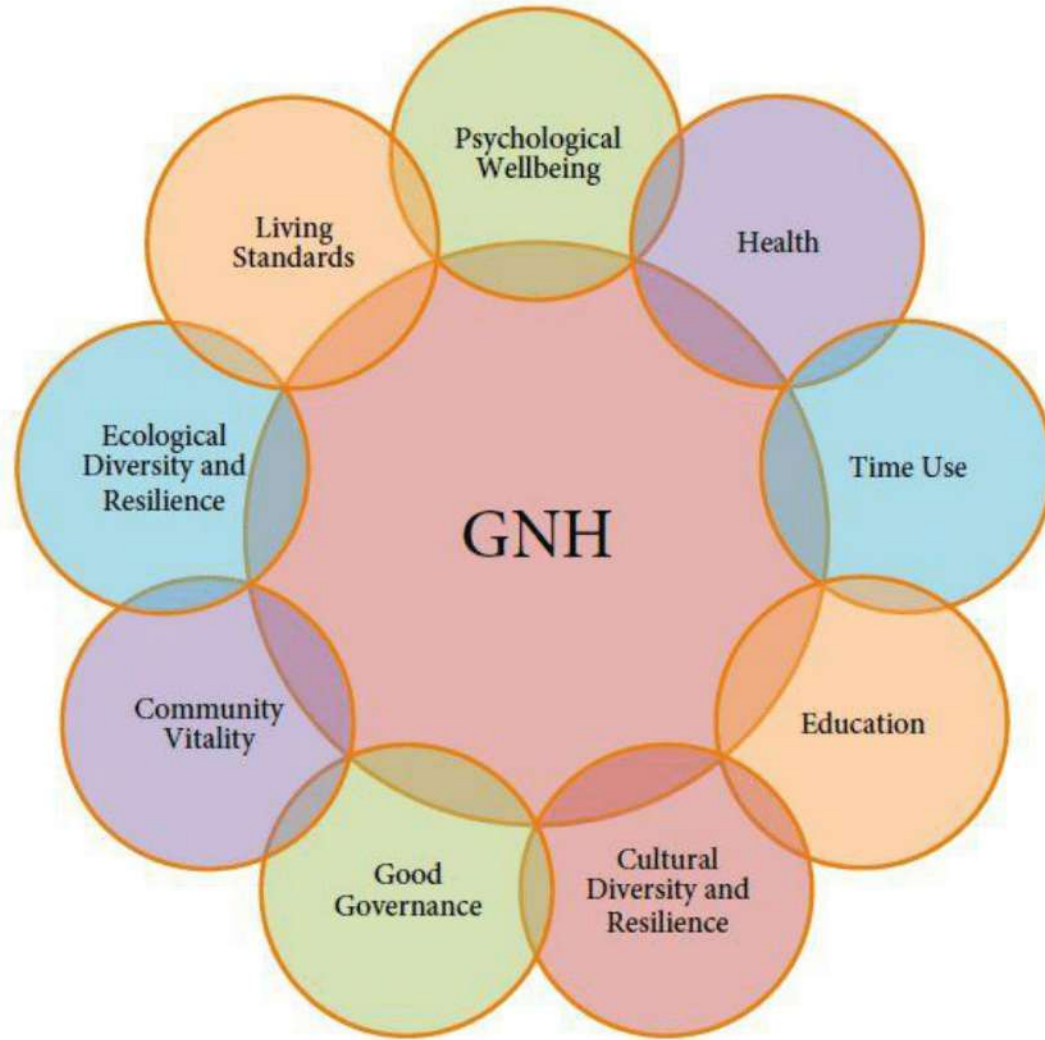 Psychological
Wellbeing
Health
Time Use
Education
Cultural
Diversity and
Resilience
Good
Governance
Community
Vitality
Ecological
Diversity and
Resilience
Living
Standards
GNH